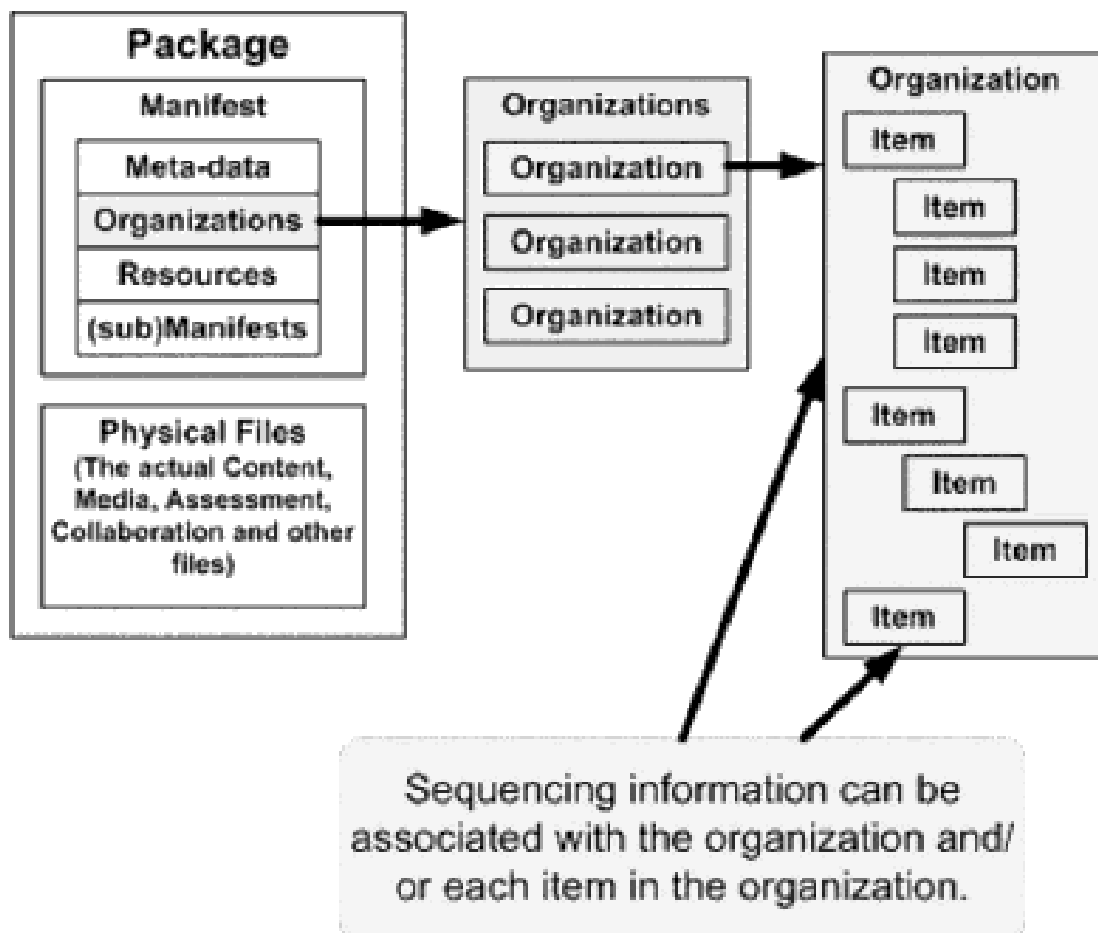 Package
Manifest
Meta-data
Organizations
Resources
(sub)Manifests
Physical Files
(The actual Content,
Media, Assessment,
Collaboration and other
files)
Organizations
Organization
Organization
Organization
Organization
Item
Item
Item
Item
Item
Item
Item
Item
Sequencing information can be
associated with the organization and/
or each item in the organization.